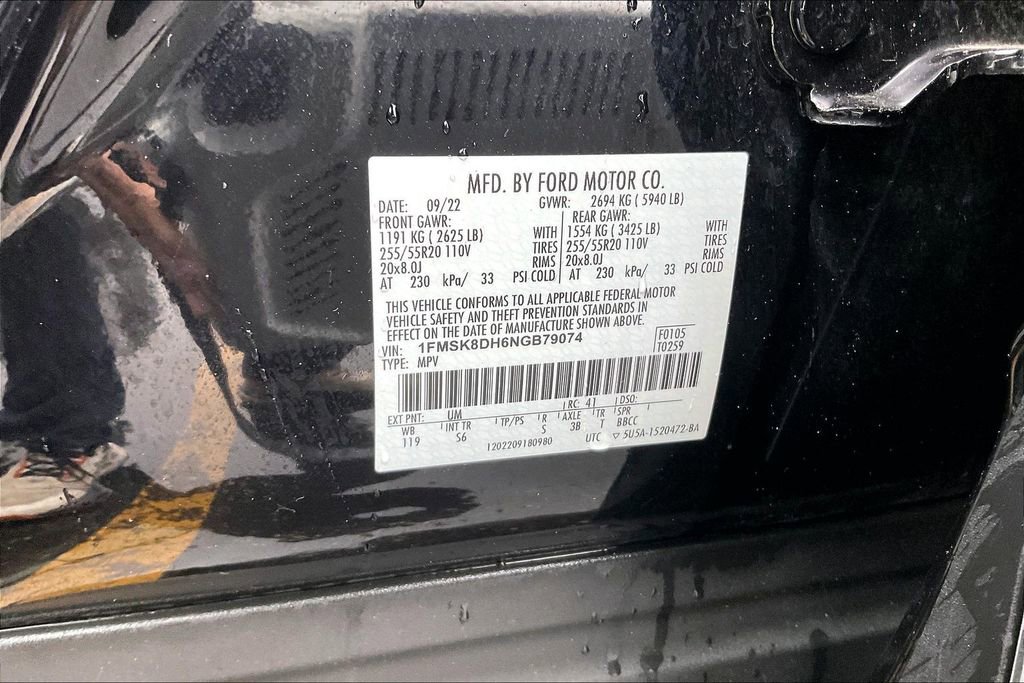 MFD. BY FORD MOTOR CO.
DATE: 09/22 GVWR: 2694 KG ( 5940 LB)
FRONT GAWR: REAR GAWR:
1191 KG ( 2625 LB) WITH 1554 KG ( 3425 LB) WITH
255/55R20 110V TIRES 255/55R20 110V TIRES
20x8.0J RIMS 20x8.0J RIMS
AT 230 kPa/ 33 PSI COLD AT 230 kPa/ 33 PSI COLD
THIS VEHICLE CONFORMS TO ALL APPLICABLE FEDERAL MOTOR
VEHICLE SAFETY AND THEFT PREVENTION STANDARDS IN
EFFECT ON THE DATE OF MANUFACTURE SHOWN ABOVE.
VIN: 1FMSK8DH6NGB79074 F0105
TYPE: MPV T0259
EXT PNT: UM RC: 41 DSO:
WB INT TR TP/PS R AXLE TR SPR
119 S6 S 3B T BBCC
1202209180980 UTC ▽ 5U5A-1520472-BA